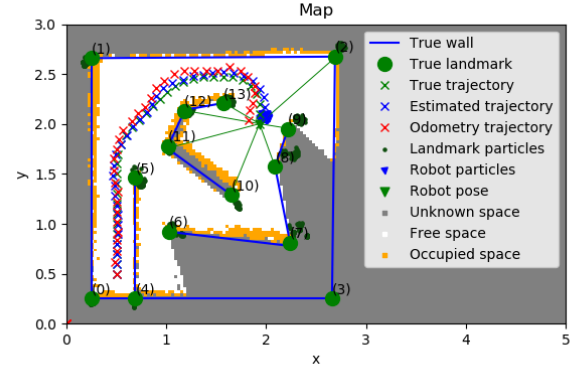 Map
3.0
2.5
2.0
1.5
1.0
0.5
0.0
y
0
1
2
3
4
5
x
(1)
(2)
(13)
(12)
(9)
(11)
(8)
(5)
(10)
(6)
(7)
(0)
(4)
(3)
True wall
True landmark
True trajectory
Estimated trajectory
Odometry trajectory
Landmark particles
Robot particles
Robot pose
Unknown space
Free space
Occupied space